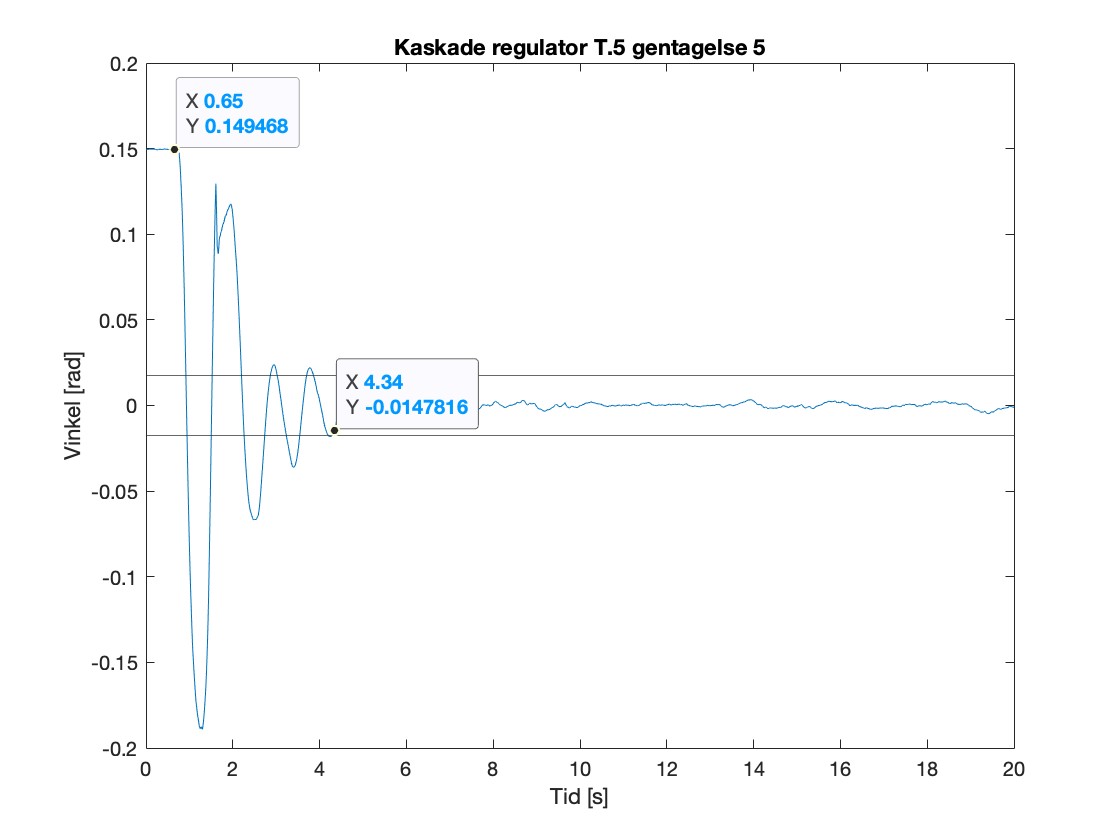 Kaskade regulator T.5 gentagelse 5
0.2
X 0.65
Y 0.149468
0.15
0.1
0.05
X 4.34
Y -0.0147816
0
-0.05
-0.1
-0.15
-0.2
Vinkel [rad]
0 2 4 6 8 10 12 14 16 18 20
Tid [s]